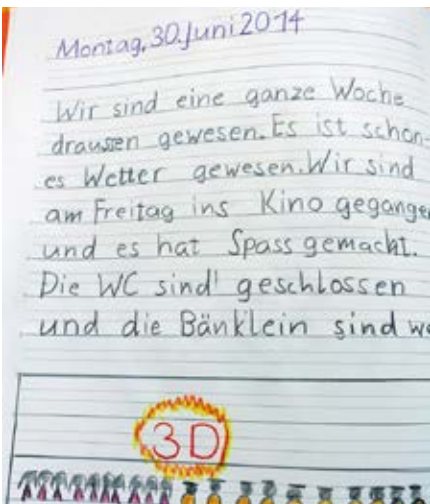 Montag, 30. Juni 2014
Wir sind eine ganze Woche
draussen gewesen. Es ist schön-
es Wetter gewesen. Wir sind
am Freitag ins Kino gegangen
und es hat Spass gemacht.
Die WC sind geschlossen
und die Bänklein sind we
3D